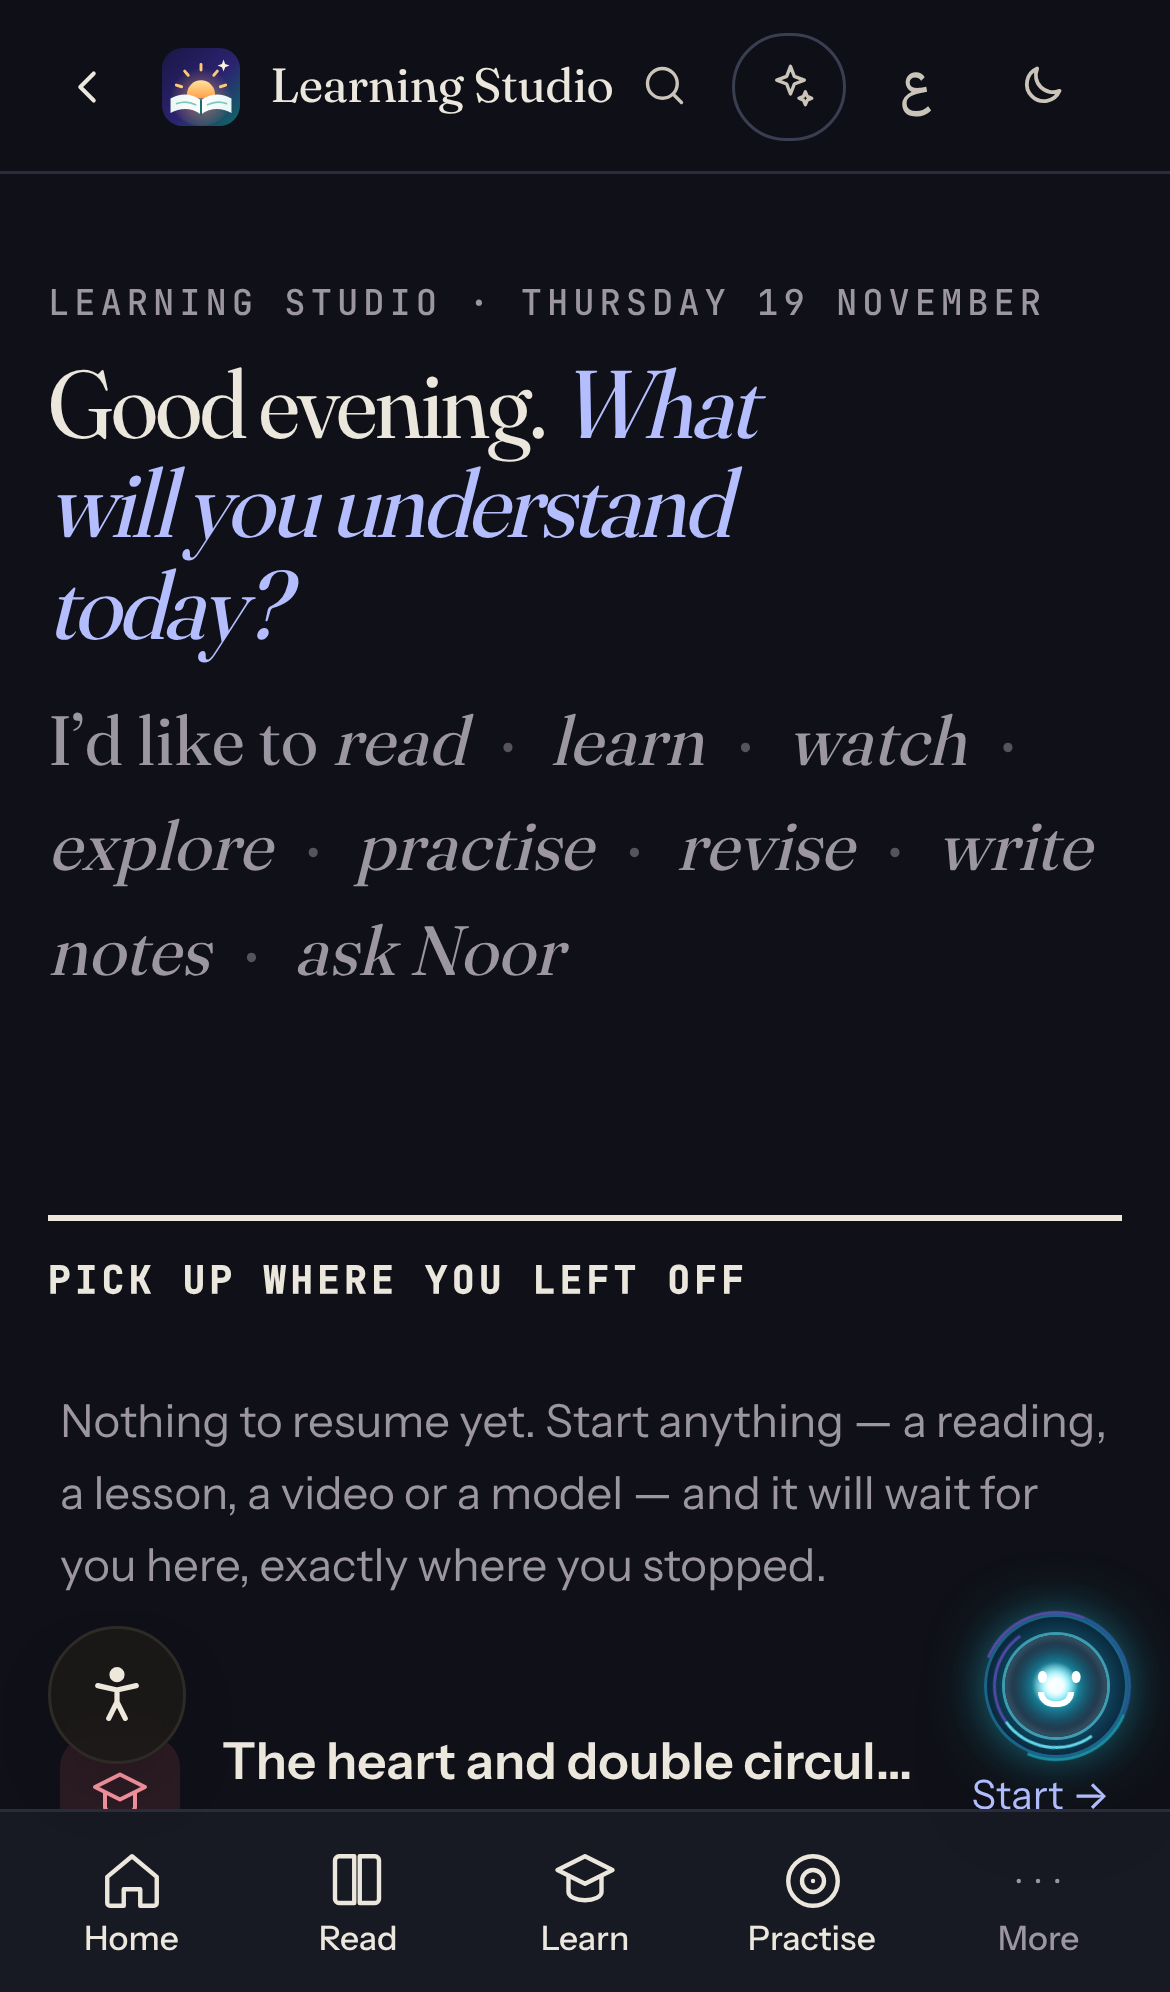 Learning Studio
ع
LEARNING STUDIO · THURSDAY 19 NOVEMBER
Good evening. What
will you understand
today?
I’d like to read · learn · watch ·
explore · practise · revise · write
notes · ask Noor
PICK UP WHERE YOU LEFT OFF
Nothing to resume yet. Start anything — a reading,
a lesson, a video or a model — and it will wait for
you here, exactly where you stopped.
The heart and double circul...
Start →
Home
Read
Learn
Practise
More